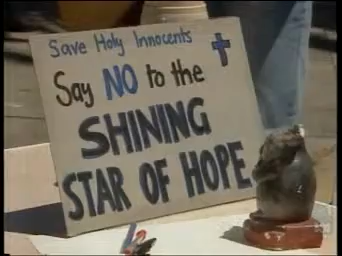 Save Holy Innocents
Say NO to the
SHINING
STAR OF HOPE